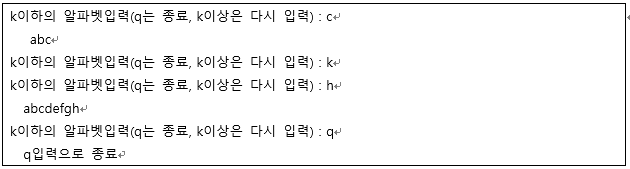 k이하의 알파벳입력(q는 종료, k이상은 다시 입력) : c↵
abc↵
k이하의 알파벳입력(q는 종료, k이상은 다시 입력) : k↵
k이하의 알파벳입력(q는 종료, k이상은 다시 입력) : h↵
abcdefgh↵
k이하의 알파벳입력(q는 종료, k이상은 다시 입력) : q↵
q입력으로 종료↵